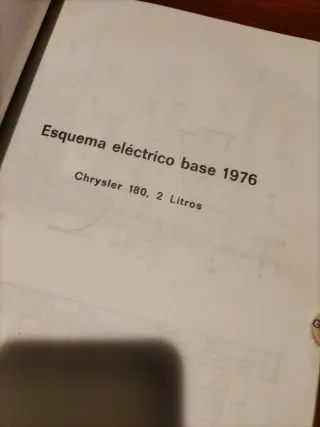 Esquema eléctrico base 1976
Chrysler 180, 2 Litros
G